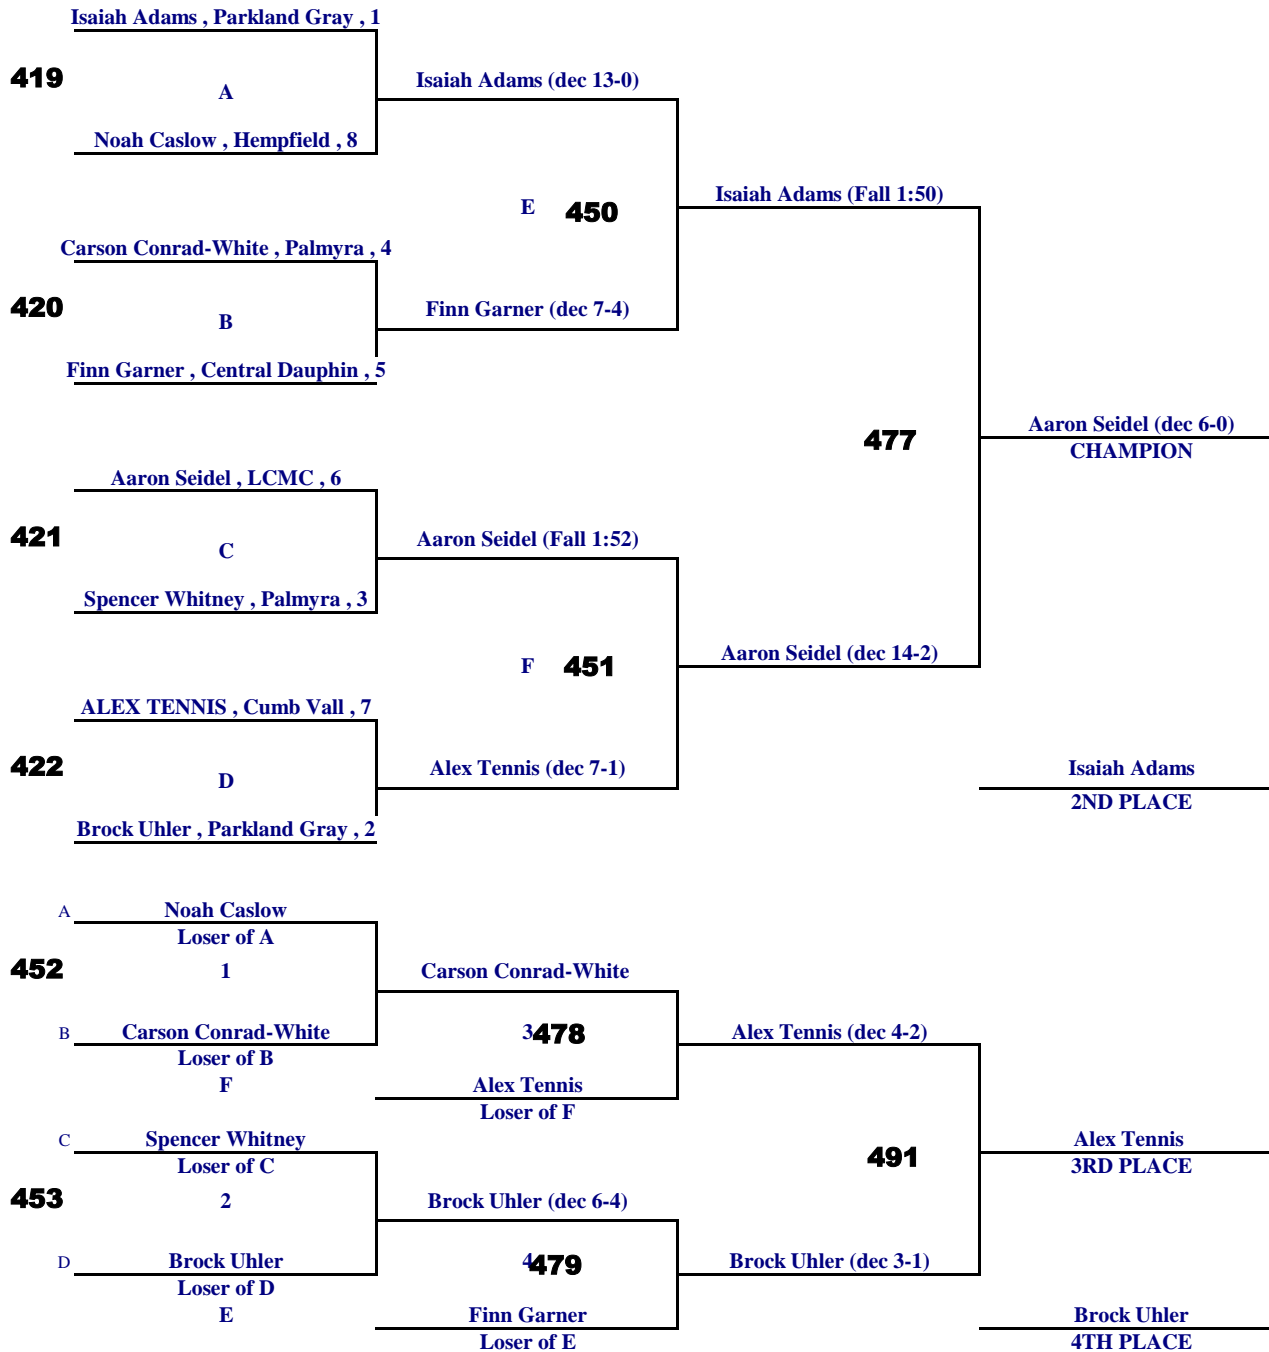 Isaiah Adams , Parkland Gray , 1
419
A
Isaiah Adams (dec 13-0)
Noah Caslow , Hempfield , 8
E 450
Isaiah Adams (Fall 1:50)
Carson Conrad-White , Palmyra , 4
420
B
Finn Garner (dec 7-4)
Finn Garner , Central Dauphin , 5
477
Aaron Seidel (dec 6-0)
CHAMPION
Aaron Seidel , LCMC , 6
421
C
Aaron Seidel (Fall 1:52)
Spencer Whitney , Palmyra , 3
F 451
Aaron Seidel (dec 14-2)
ALEX TENNIS , Cumb Vall , 7
422
D
Alex Tennis (dec 7-1)
Brock Uhler , Parkland Gray , 2
Isaiah Adams
2ND PLACE
A Noah Caslow
Loser of A
452
1
Carson Conrad-White
B Carson Conrad-White
Loser of B
F
3 478
Alex Tennis (dec 4-2)
Alex Tennis
Loser of F
C Spencer Whitney
Loser of C
491
Alex Tennis
3RD PLACE
453
2
Brock Uhler (dec 6-4)
D Brock Uhler
Loser of D
E
4 479
Brock Uhler (dec 3-1)
Finn Garner
Loser of E
Brock Uhler
4TH PLACE